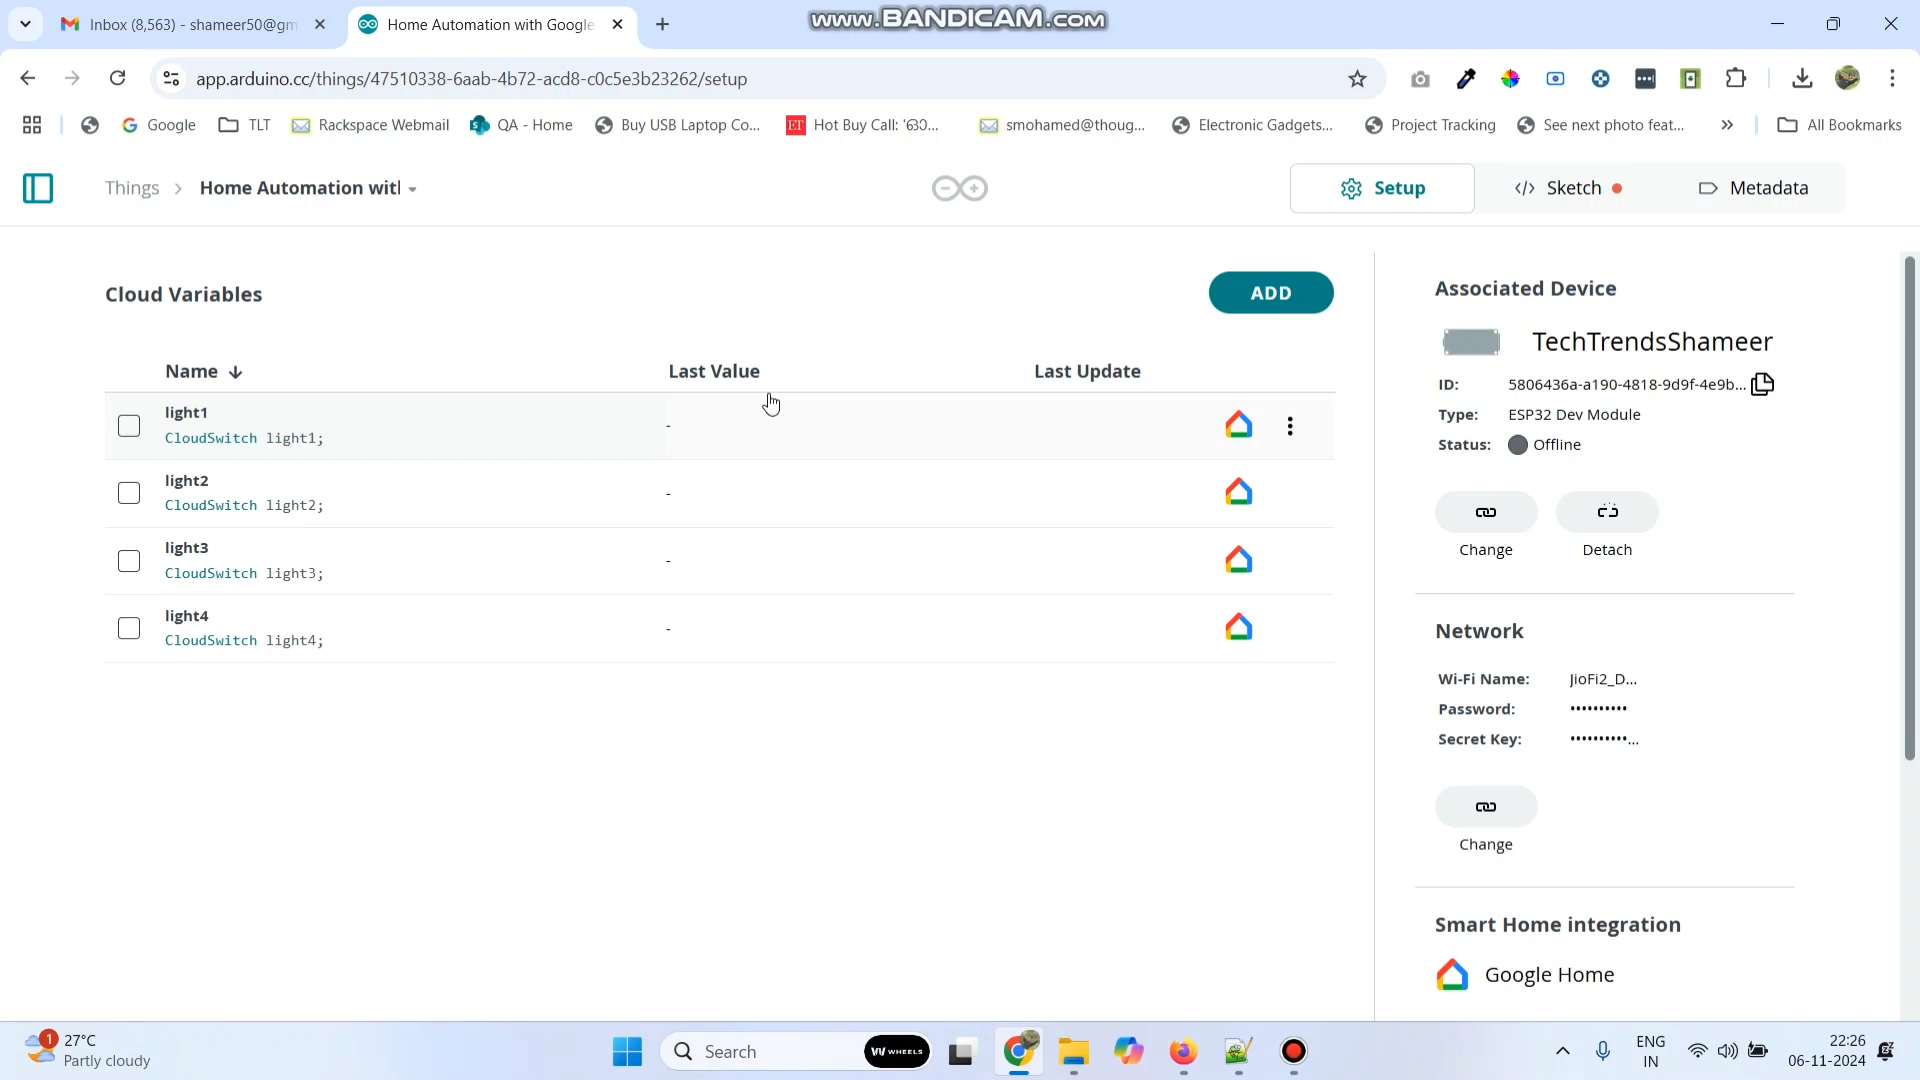 Inbox (8,563) - shameer50@gm
Home Automation with Google
www.BANDICAM.com
app.arduino.cc/things/47510338-6aab-4b72-acd8-c0c5e3b23262/setup
Google
TLT
Rackspace Webmail
QA - Home
Buy USB Laptop Co...
ET
Hot Buy Call: 'ஓ...
smohamed@thoug...
Electronic Gadgets...
Project Tracking
See next photo feat...
»
All Bookmarks
Things > Home Automation witl
Setup
</> Sketch
Metadata
Cloud Variables
ADD
Name ↓
Last Value
Last Update
light1
CloudSwitch light1;
-
light2
CloudSwitch light2;
-
light3
CloudSwitch light3;
-
light4
CloudSwitch light4;
-
Associated Device
TechTrendsShameer
ID: 5806436a-a190-4818-9d9f-4e9b...
Type: ESP32 Dev Module
Status: Offline
Change
Detach
Network
Wi-Fi Name: JioFi2_D...
Password: ••••••••••
Secret Key: ••••••••••...
Change
Smart Home integration
Google Home
1
27°C
Partly cloudy
Search
WHEELS
ENG
IN
22:26
06-11-2024